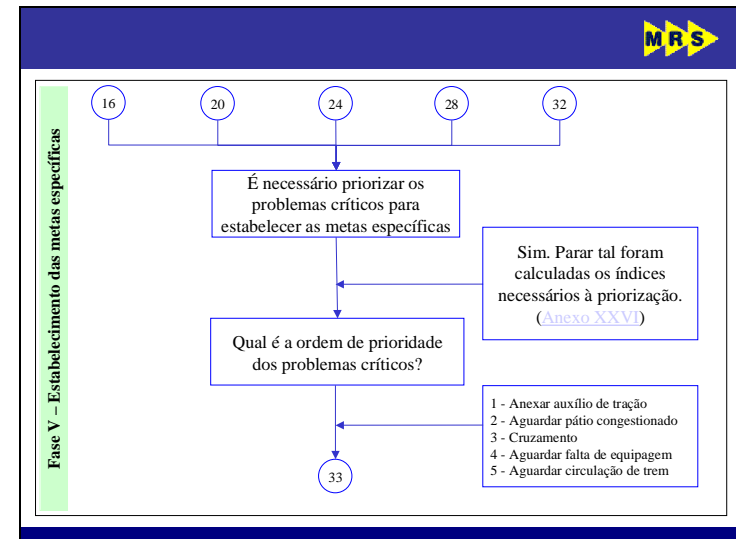 MRS
Fase V – Estabelecimento das metas específicas
16
20
24
28
32
É necessário priorizar os
problemas críticos para
estabelecer as metas específicas
Sim. Parar tal foram
calculadas os índices
necessários à priorização.
(Anexo XXVI)
Qual é a ordem de prioridade
dos problemas críticos?
1 - Anexar auxílio de tração
2 - Aguardar pátio congestionado
3 - Cruzamento
4 - Aguardar falta de equipagem
5 - Aguardar circulação de trem
33